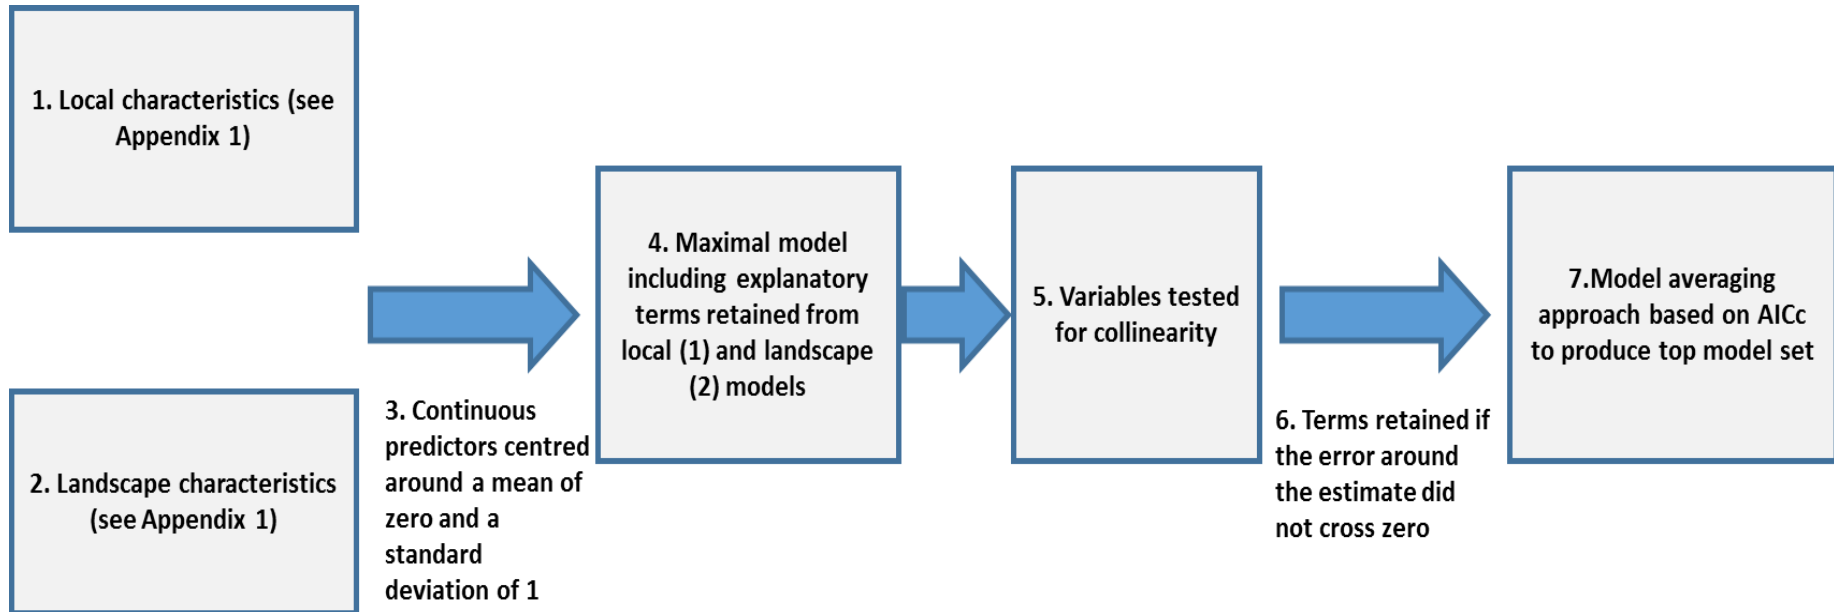 1. Local characteristics (see
Appendix 1)
2. Landscape characteristics
(see Appendix 1)
3. Continuous
predictors centred
around a mean of
zero and a
standard
deviation of 1
4. Maximal model
including explanatory
terms retained from
local (1) and landscape
(2) models
5. Variables tested
for collinearity
6. Terms retained if
the error around
the estimate did
not cross zero
7.Model averaging
approach based on AICc
to produce top model set